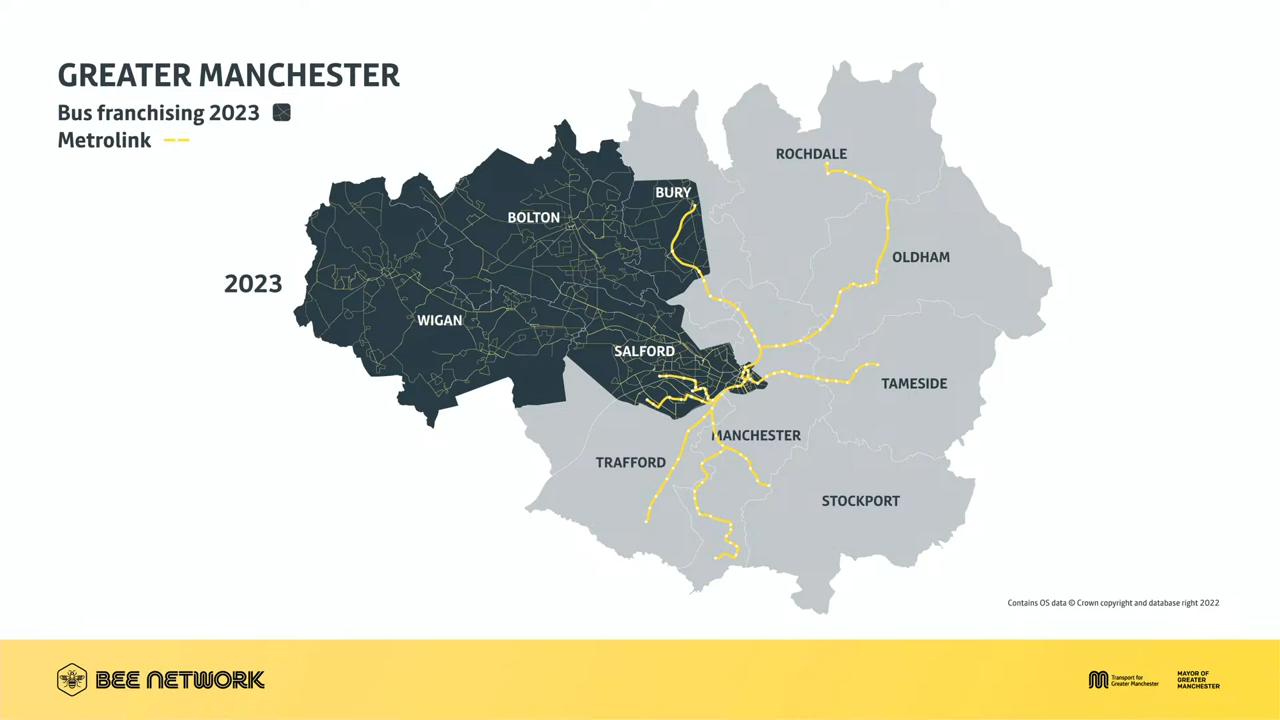 GREATER MANCHESTER
Bus franchising 2023
Metrolink
ROCHDALE
BURY
BOLTON
OLDHAM
2023
WIGAN
SALFORD
TAMESIDE
MANCHESTER
TRAFFORD
STOCKPORT
Contains OS data © Crown copyright and database right 2022
BEE NETWORK
Transport for
Greater Manchester
MAYOR OF
GREATER
MANCHESTER